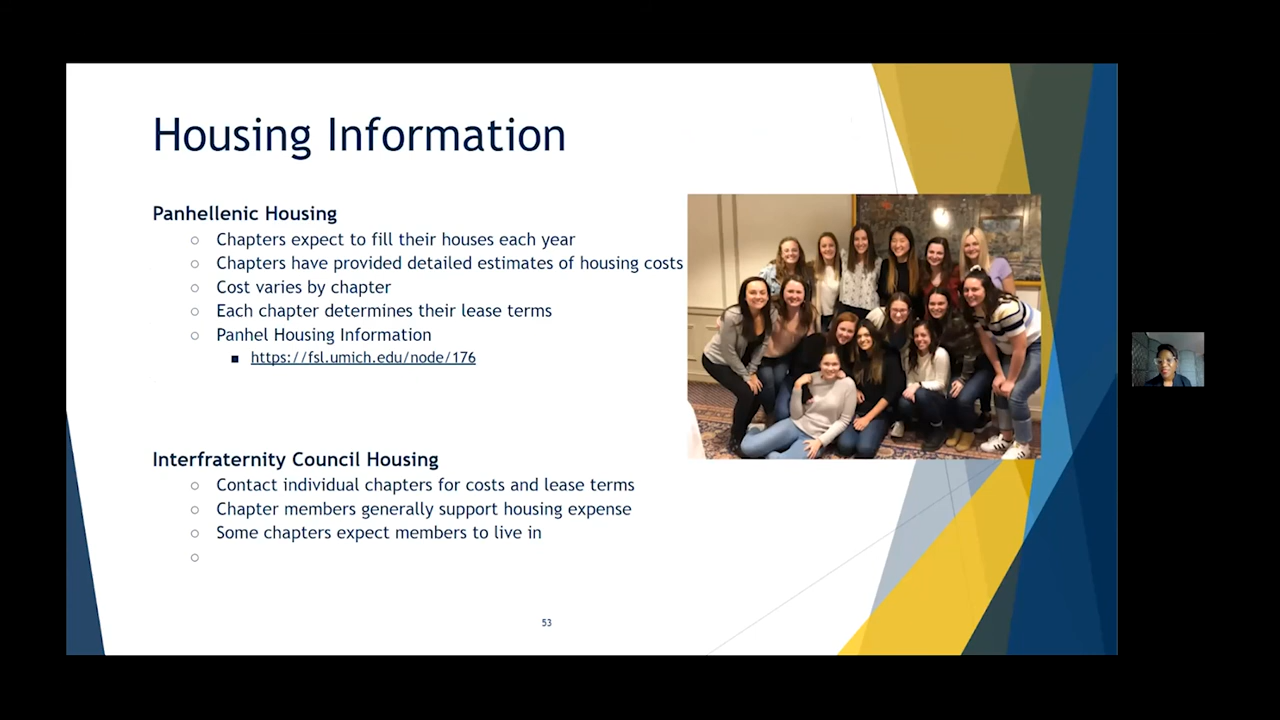 Housing Information
Panhellenic Housing
Chapters expect to fill their houses each year
Chapters have provided detailed estimates of housing costs
Cost varies by chapter
Each chapter determines their lease terms
Panhel Housing Information
https://fsl.umich.edu/node/176
Interfraternity Council Housing
Contact individual chapters for costs and lease terms
Chapter members generally support housing expense
Some chapters expect members to live in
53